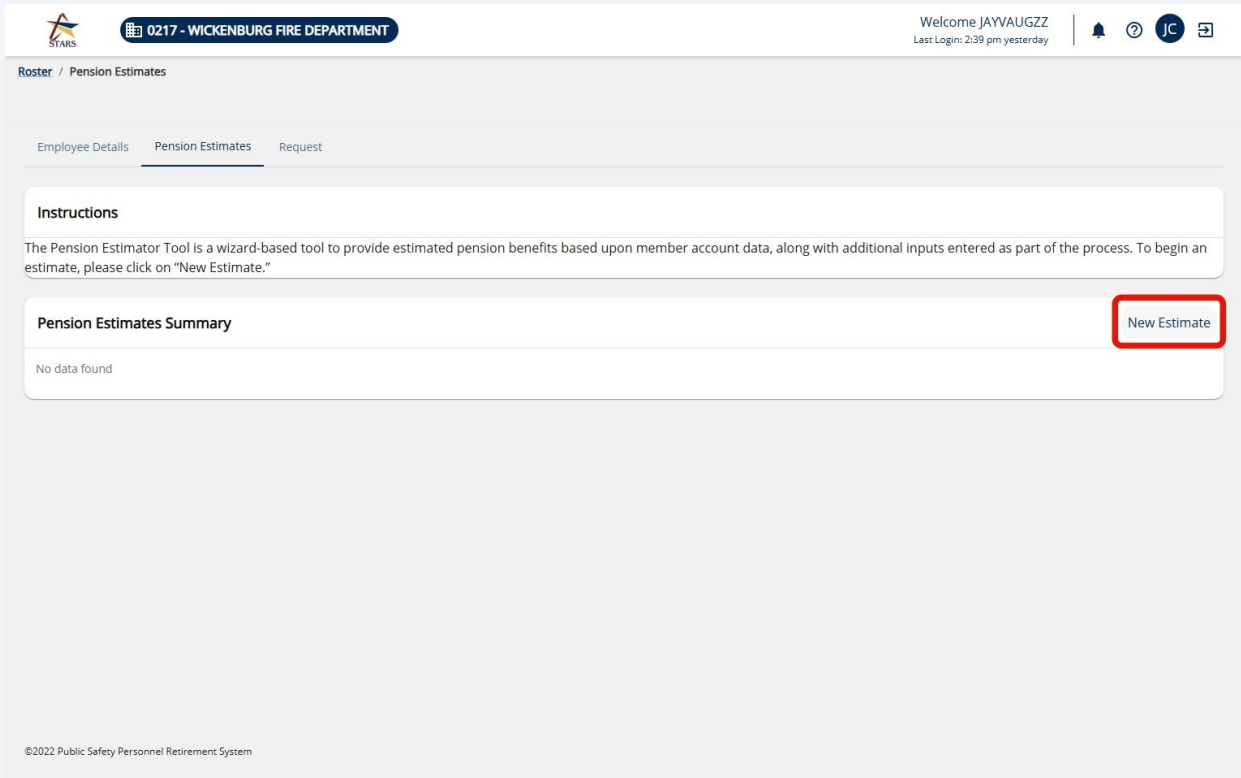 STARS
0217 - WICKENBURG FIRE DEPARTMENT
Welcome JAYVAUGZZ
Last Login: 2:39 pm yesterday
JC
Roster / Pension Estimates
Employee Details Pension Estimates Request
Instructions
The Pension Estimator Tool is a wizard-based tool to provide estimated pension benefits based upon member account data, along with additional inputs entered as part of the process. To begin an
estimate, please click on “New Estimate.”
Pension Estimates Summary
New Estimate
No data found
©2022 Public Safety Personnel Retirement System